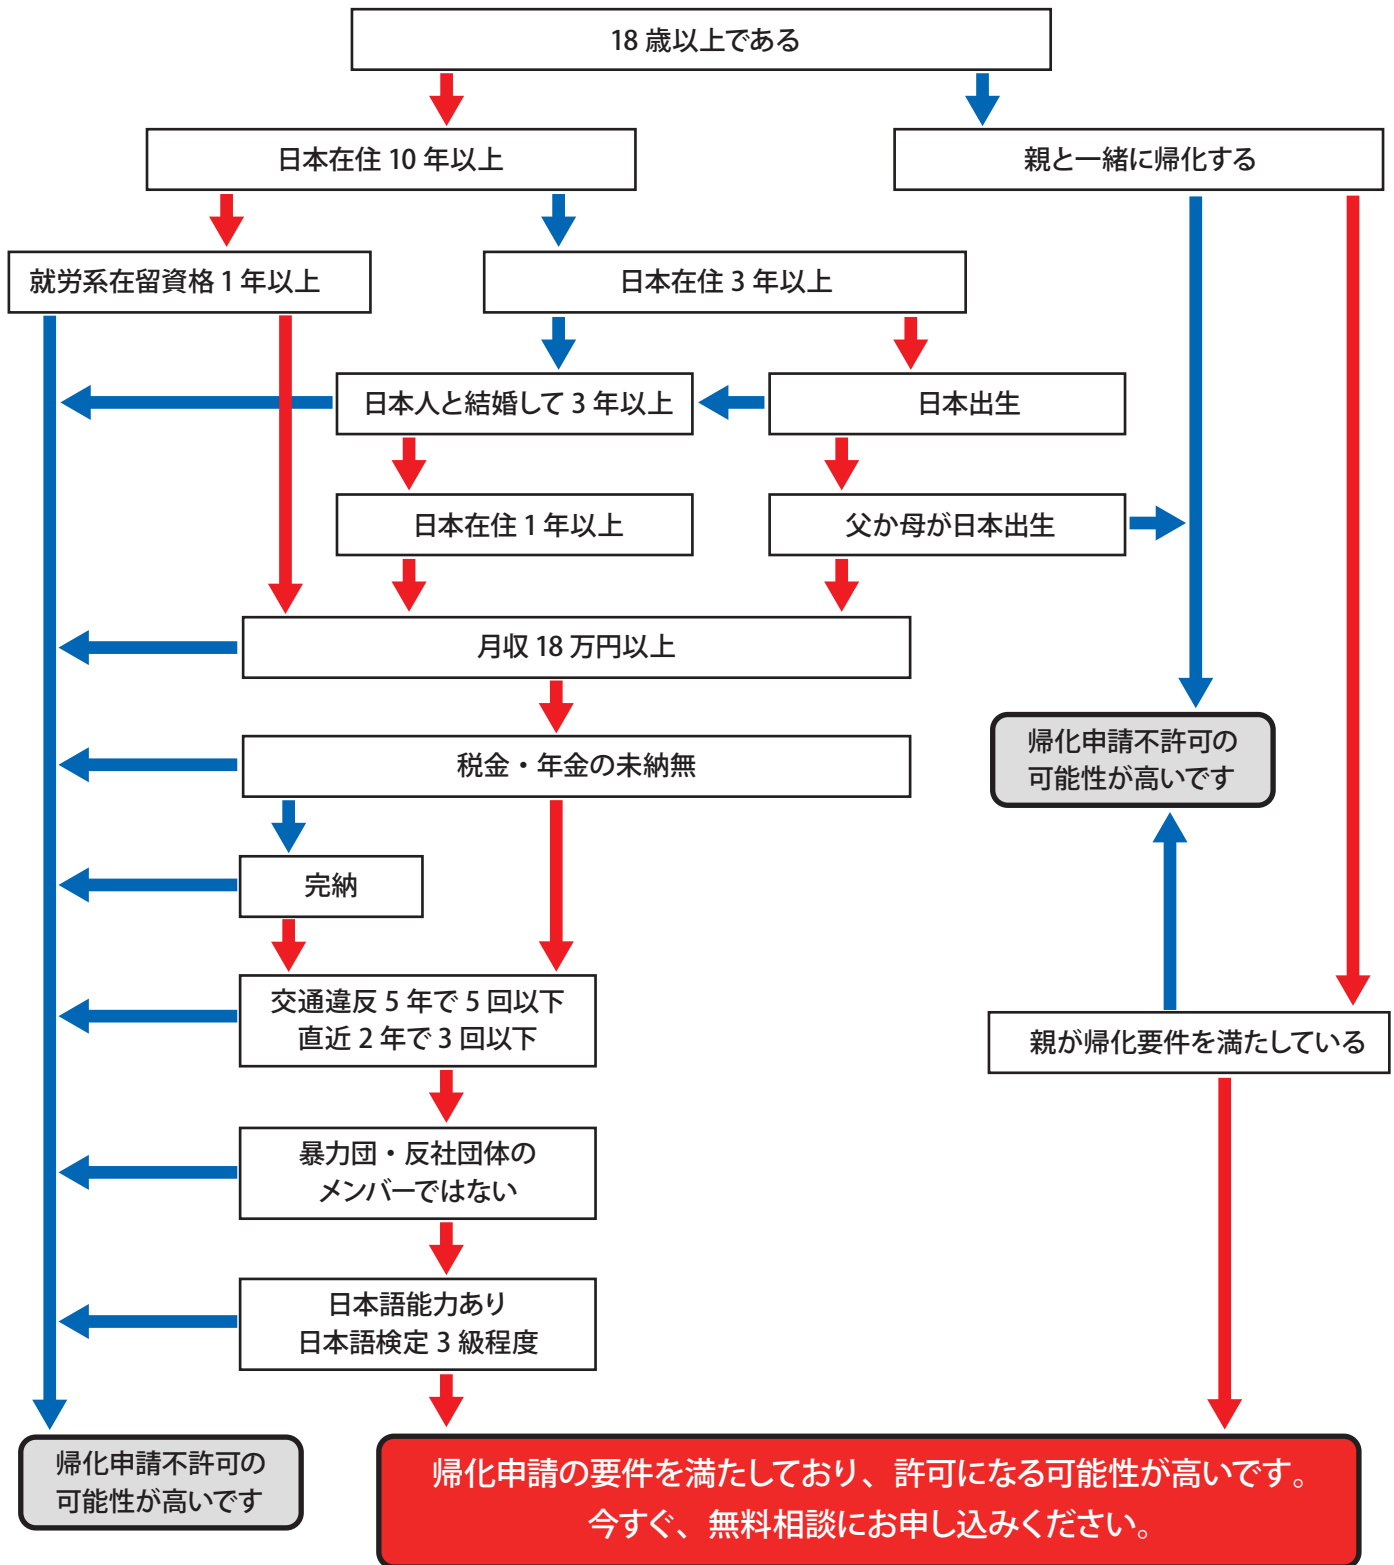 18 歳以上である
日本在住 10 年以上
親と一緒に帰化する
就労系在留資格 1 年以上
日本在住 3 年以上
日本人と結婚して 3 年以上
日本出生
日本在住 1 年以上
父か母が日本出生
月収 18 万円以上
税金・年金の未納無
帰化申請不許可の
可能性が高いです
完納
交通違反 5 年で 5 回以下
直近 2 年で 3 回以下
親が帰化要件を満たしている
暴力団・反社団体の
メンバーではない
日本語能力あり
日本語検定 3 級程度
帰化申請不許可の
可能性が高いです
帰化申請の要件を満たしており、許可になる可能性が高いです。
今すぐ、無料相談にお申し込みください。